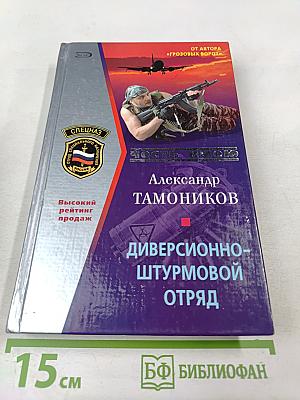 ОТ АВТОРА
«ГРОЗОВЫХ ВОРОТ»
СПЕЦНАЗ
Александр
ТАМОНИКОВ
Высокий
рейтинг
продаж
ДИВЕРСИОННО-
ШТУРМОВОЙ
ОТРЯД
15 см
БФ БИБЛИОФАН